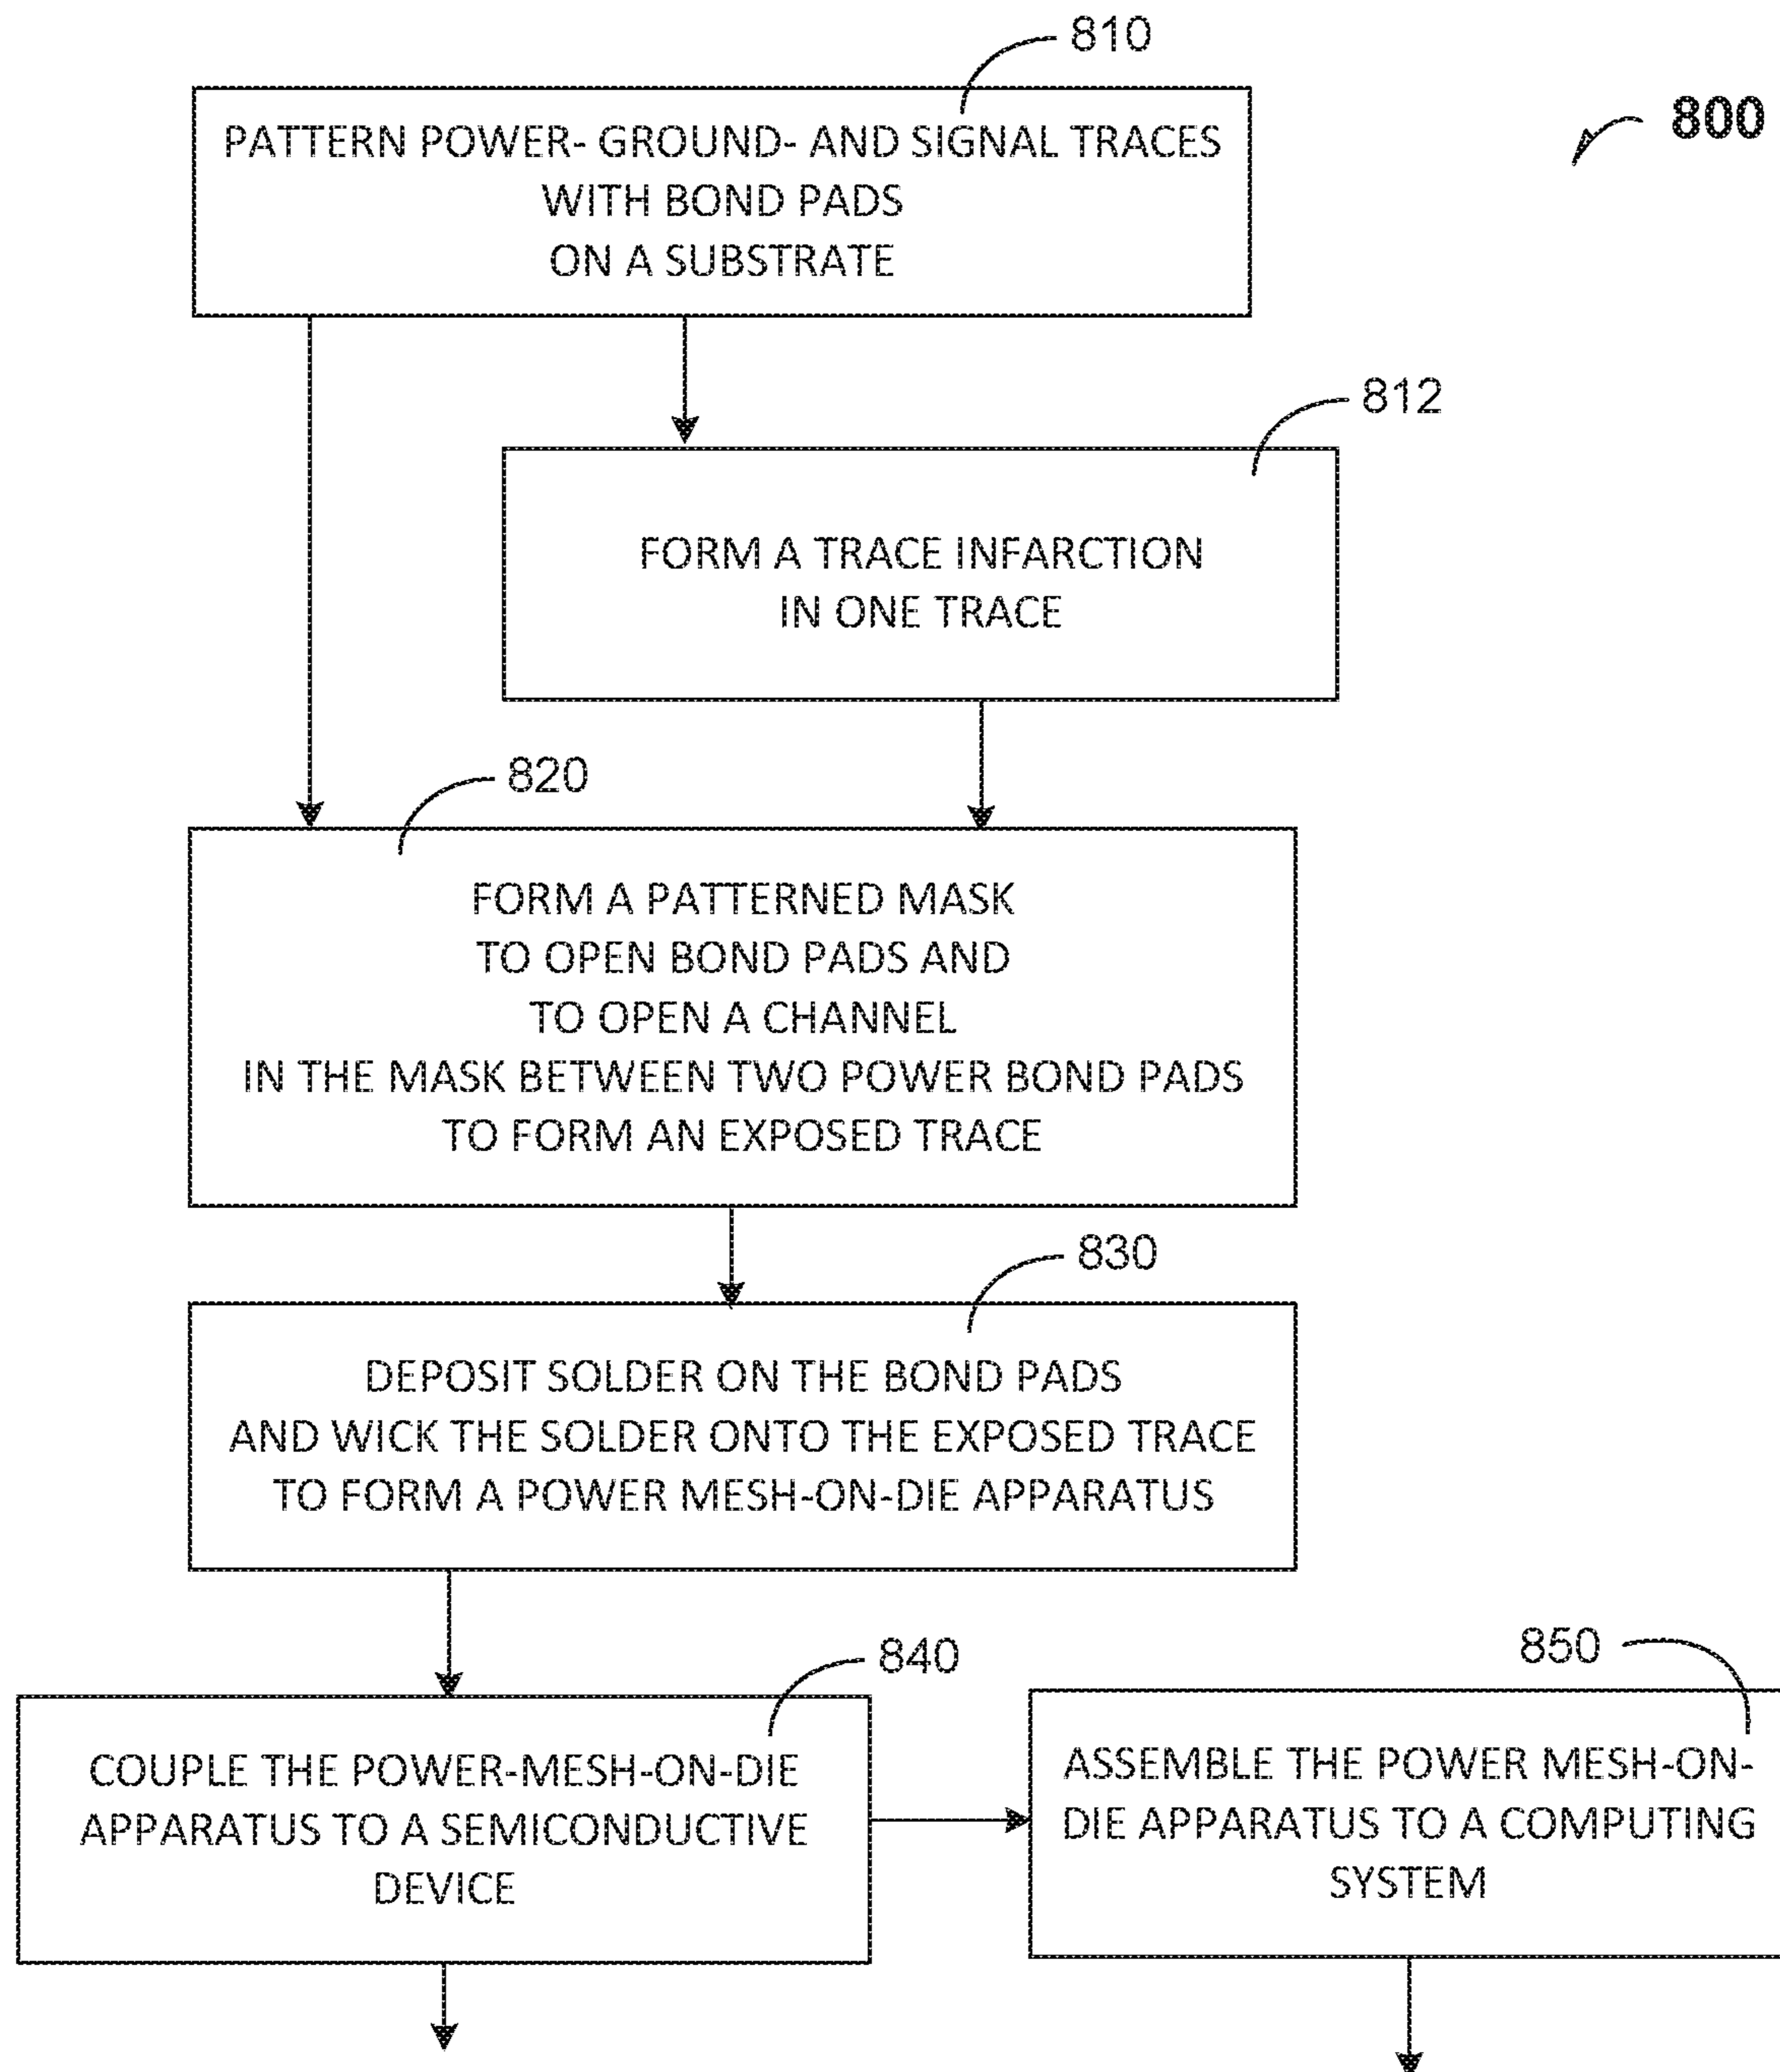 810
800
PATTERN POWER- GROUND- AND SIGNAL TRACES
WITH BOND PADS
ON A SUBSTRATE
812
FORM A TRACE INFARCTION
IN ONE TRACE
820
FORM A PATTERNED MASK
TO OPEN BOND PADS AND
TO OPEN A CHANNEL
IN THE MASK BETWEEN TWO POWER BOND PADS
TO FORM AN EXPOSED TRACE
830
DEPOSIT SOLDER ON THE BOND PADS
AND WICK THE SOLDER ONTO THE EXPOSED TRACE
TO FORM A POWER MESH-ON-DIE APPARATUS
840
COUPLE THE POWER-MESH-ON-DIE
APPARATUS TO A SEMICONDUCTIVE
DEVICE
850
ASSEMBLE THE POWER MESH-ON-
DIE APPARATUS TO A COMPUTING
SYSTEM